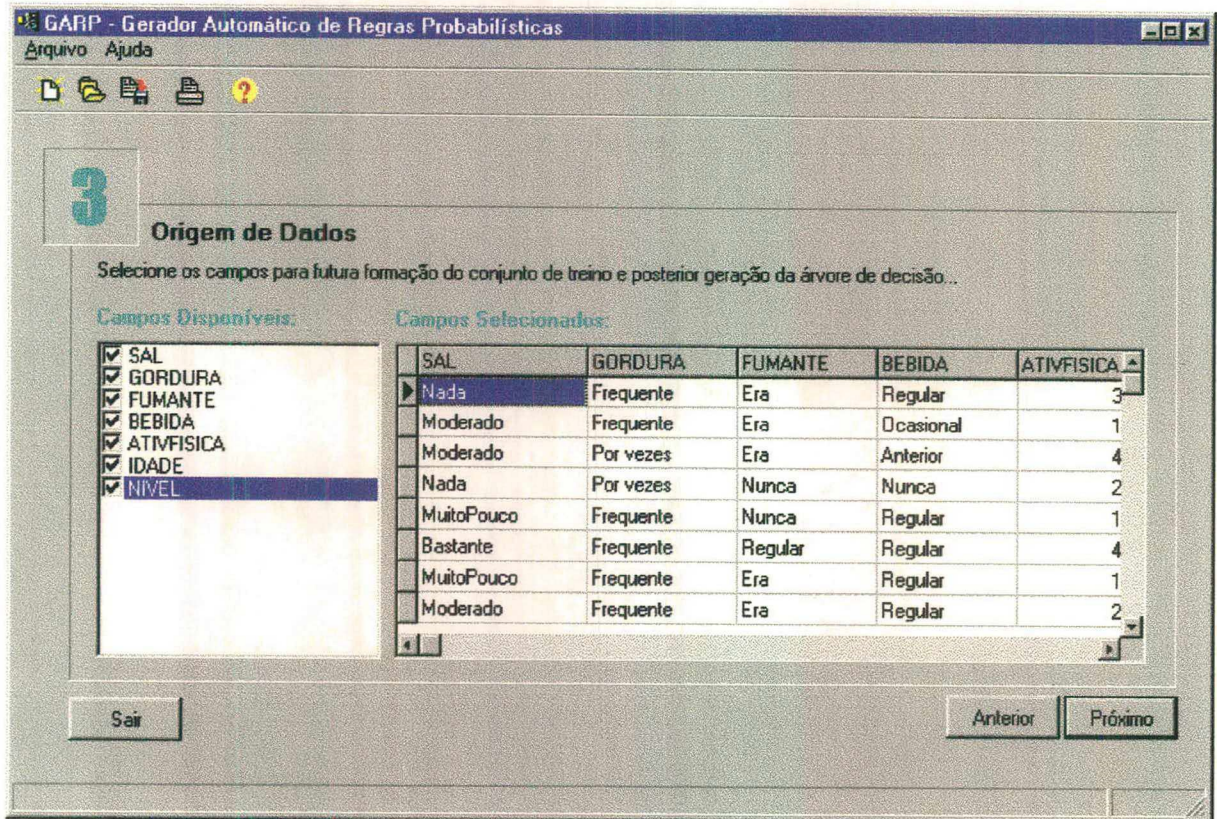 GARP - Gerador Automático de Regras Probabilísticas
Arquivo Ajuda
3
Origem de Dados
Selecione os campos para futura formação do conjunto de treino e posterior geração da árvore de decisão...
Campos Disponíveis: Campos Selecionados:
SAL
GORDURA
FUMANTE
BEBIDA
ATIVFISICA
IDADE
NIVEL
SAL GORDURA FUMANTE BEBIDA ATIVFISICA
Nada Frequente Era Regular 3
Moderado Frequente Era Ocasional 1
Moderado Por vezes Era Anterior 4
Nada Por vezes Nunca Nunca 2
MuitoPouco Frequente Nunca Regular 1
Bastante Frequente Regular Regular 4
MuitoPouco Frequente Era Regular 1
Moderado Frequente Era Regular 2
Sair Anterior Próximo